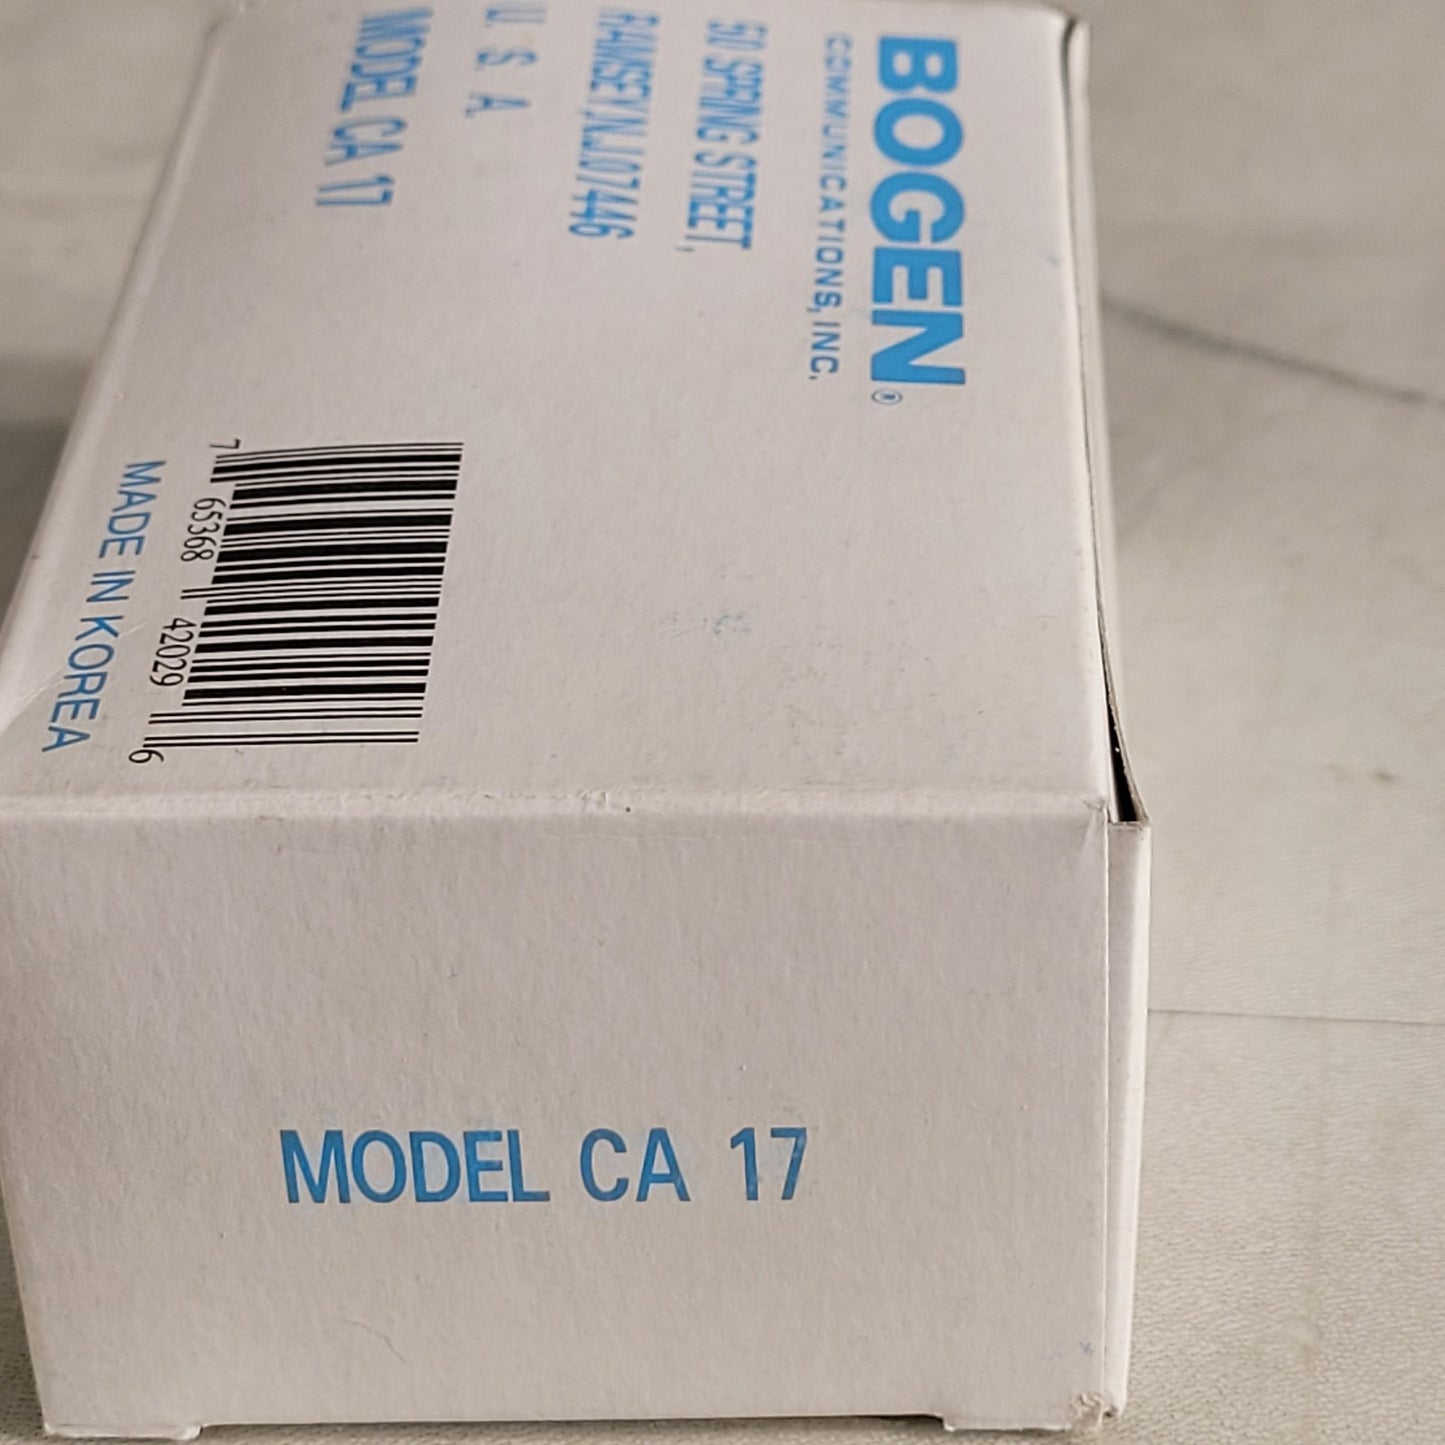 BOGEN®
COMMUNICATIONS, INC.
50 SPRING STREET,
RAMSEY,N.J.07446
U. S. A.
MODEL CA 17
7 65368 42029 6
MADE IN KOREA
MODEL CA 17